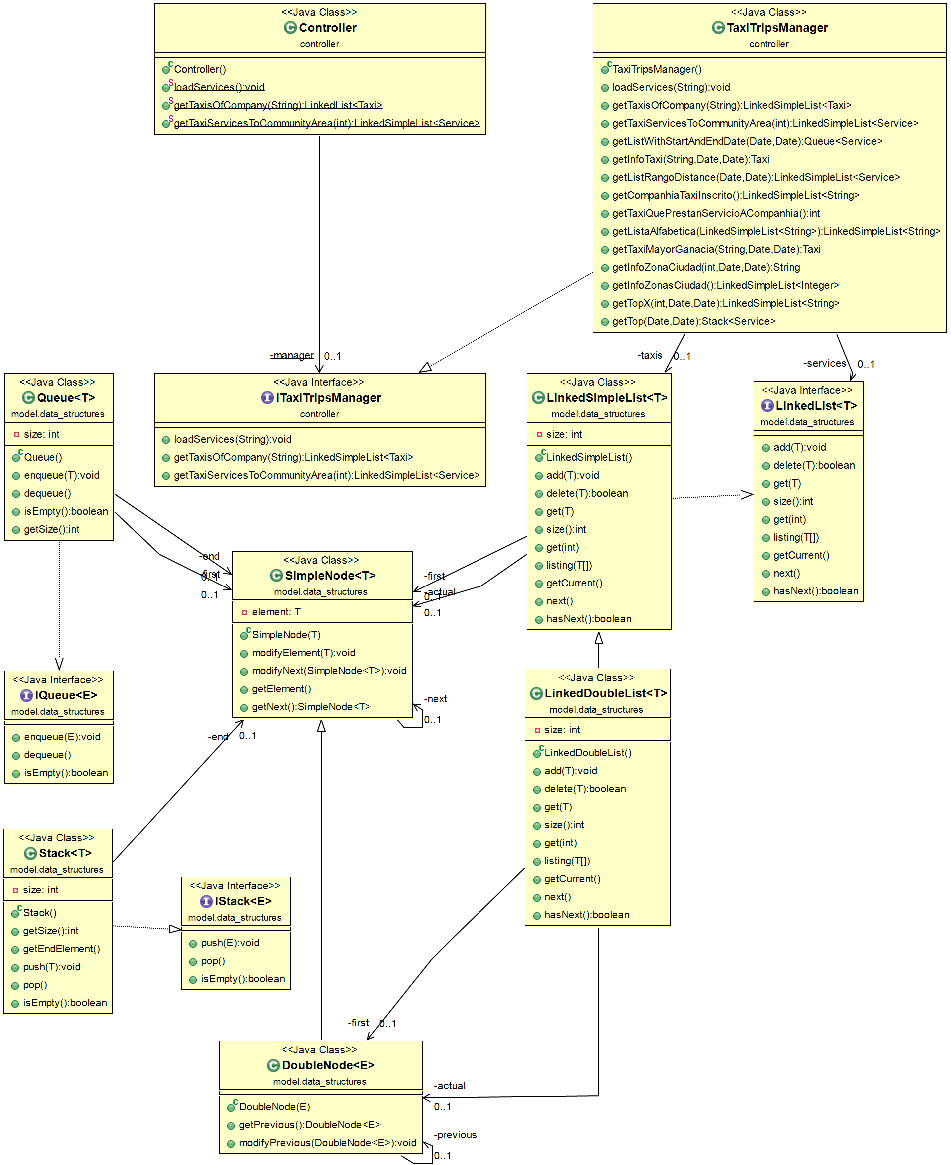 <<Java Class>>
Controller
controller
Controller()
loadServices():void
getTaxisOfCompany(String):LinkedList<Taxi>
getTaxiServicesToCommunityArea(int):LinkedSimpleList<Service>
<<Java Class>>
TaxiTripsManager
controller
TaxiTripsManager()
loadServices(String):void
getTaxisOfCompany(String):LinkedSimpleList<Taxi>
getTaxiServicesToCommunityArea(int):LinkedSimpleList<Service>
getListWithStartAndEndDate(Date,Date):Queue<Service>
getInfoTaxi(String,Date,Date):Taxi
getListRangoDistance(Date,Date):LinkedSimpleList<Service>
getCompanhiaTaxiInscrito():LinkedSimpleList<String>
getTaxiQuePrestanServicioACompanhia():int
getListaAlfabetica(LinkedSimpleList<String>):LinkedSimpleList<String>
getTaxiMayorGanacia(String,Date,Date):Taxi
getInfoZonaCiudad(int,Date,Date):String
getInfoZonasCiudad():LinkedSimpleList<Integer>
getTopX(int,Date,Date):LinkedSimpleList<String>
getTop(Date,Date):Stack<Service>
-manager 0..1
-taxis 0..1
-services 0..1
<<Java Class>>
Queue<T>
model.data_structures
size: int
Queue()
enqueue(T):void
dequeue()
isEmpty():boolean
getSize():int
<<Java Interface>>
ITaxiTripsManager
controller
loadServices(String):void
getTaxisOfCompany(String):LinkedSimpleList<Taxi>
getTaxiServicesToCommunityArea(int):LinkedSimpleList<Service>
<<Java Class>>
LinkedSimpleList<T>
model.data_structures
size: int
LinkedSimpleList()
add(T):void
delete(T):boolean
get(T)
size():int
get(int)
listing(T[])
getCurrent()
next()
hasNext():boolean
<<Java Interface>>
LinkedList<T>
model.data_structures
add(T):void
delete(T):boolean
get(T)
size():int
get(int)
listing(T[])
getCurrent()
next()
hasNext():boolean
-end
-first
0..1
0..1
<<Java Class>>
SimpleNode<T>
model.data_structures
element: T
SimpleNode(T)
modifyElement(T):void
modifyNext(SimpleNode<T>):void
getElement()
getNext():SimpleNode<T>
-first
-actual
0..1
0..1
-next
0..1
<<Java Interface>>
IQueue<E>
model.data_structures
enqueue(E):void
dequeue()
isEmpty():boolean
-end 0..1
<<Java Class>>
LinkedDoubleList<T>
model.data_structures
size: int
LinkedDoubleList()
add(T):void
delete(T):boolean
get(T)
size():int
get(int)
listing(T[])
getCurrent()
next()
hasNext():boolean
<<Java Class>>
Stack<T>
model.data_structures
size: int
Stack()
getSize():int
getEndElement()
push(T):void
pop()
isEmpty():boolean
<<Java Interface>>
IStack<E>
model.data_structures
push(E):void
pop()
isEmpty():boolean
-first 0..1
<<Java Class>>
DoubleNode<E>
model.data_structures
DoubleNode(E)
getPrevious():DoubleNode<E>
modifyPrevious(DoubleNode<E>):void
-actual
0..1
-previous
0..1